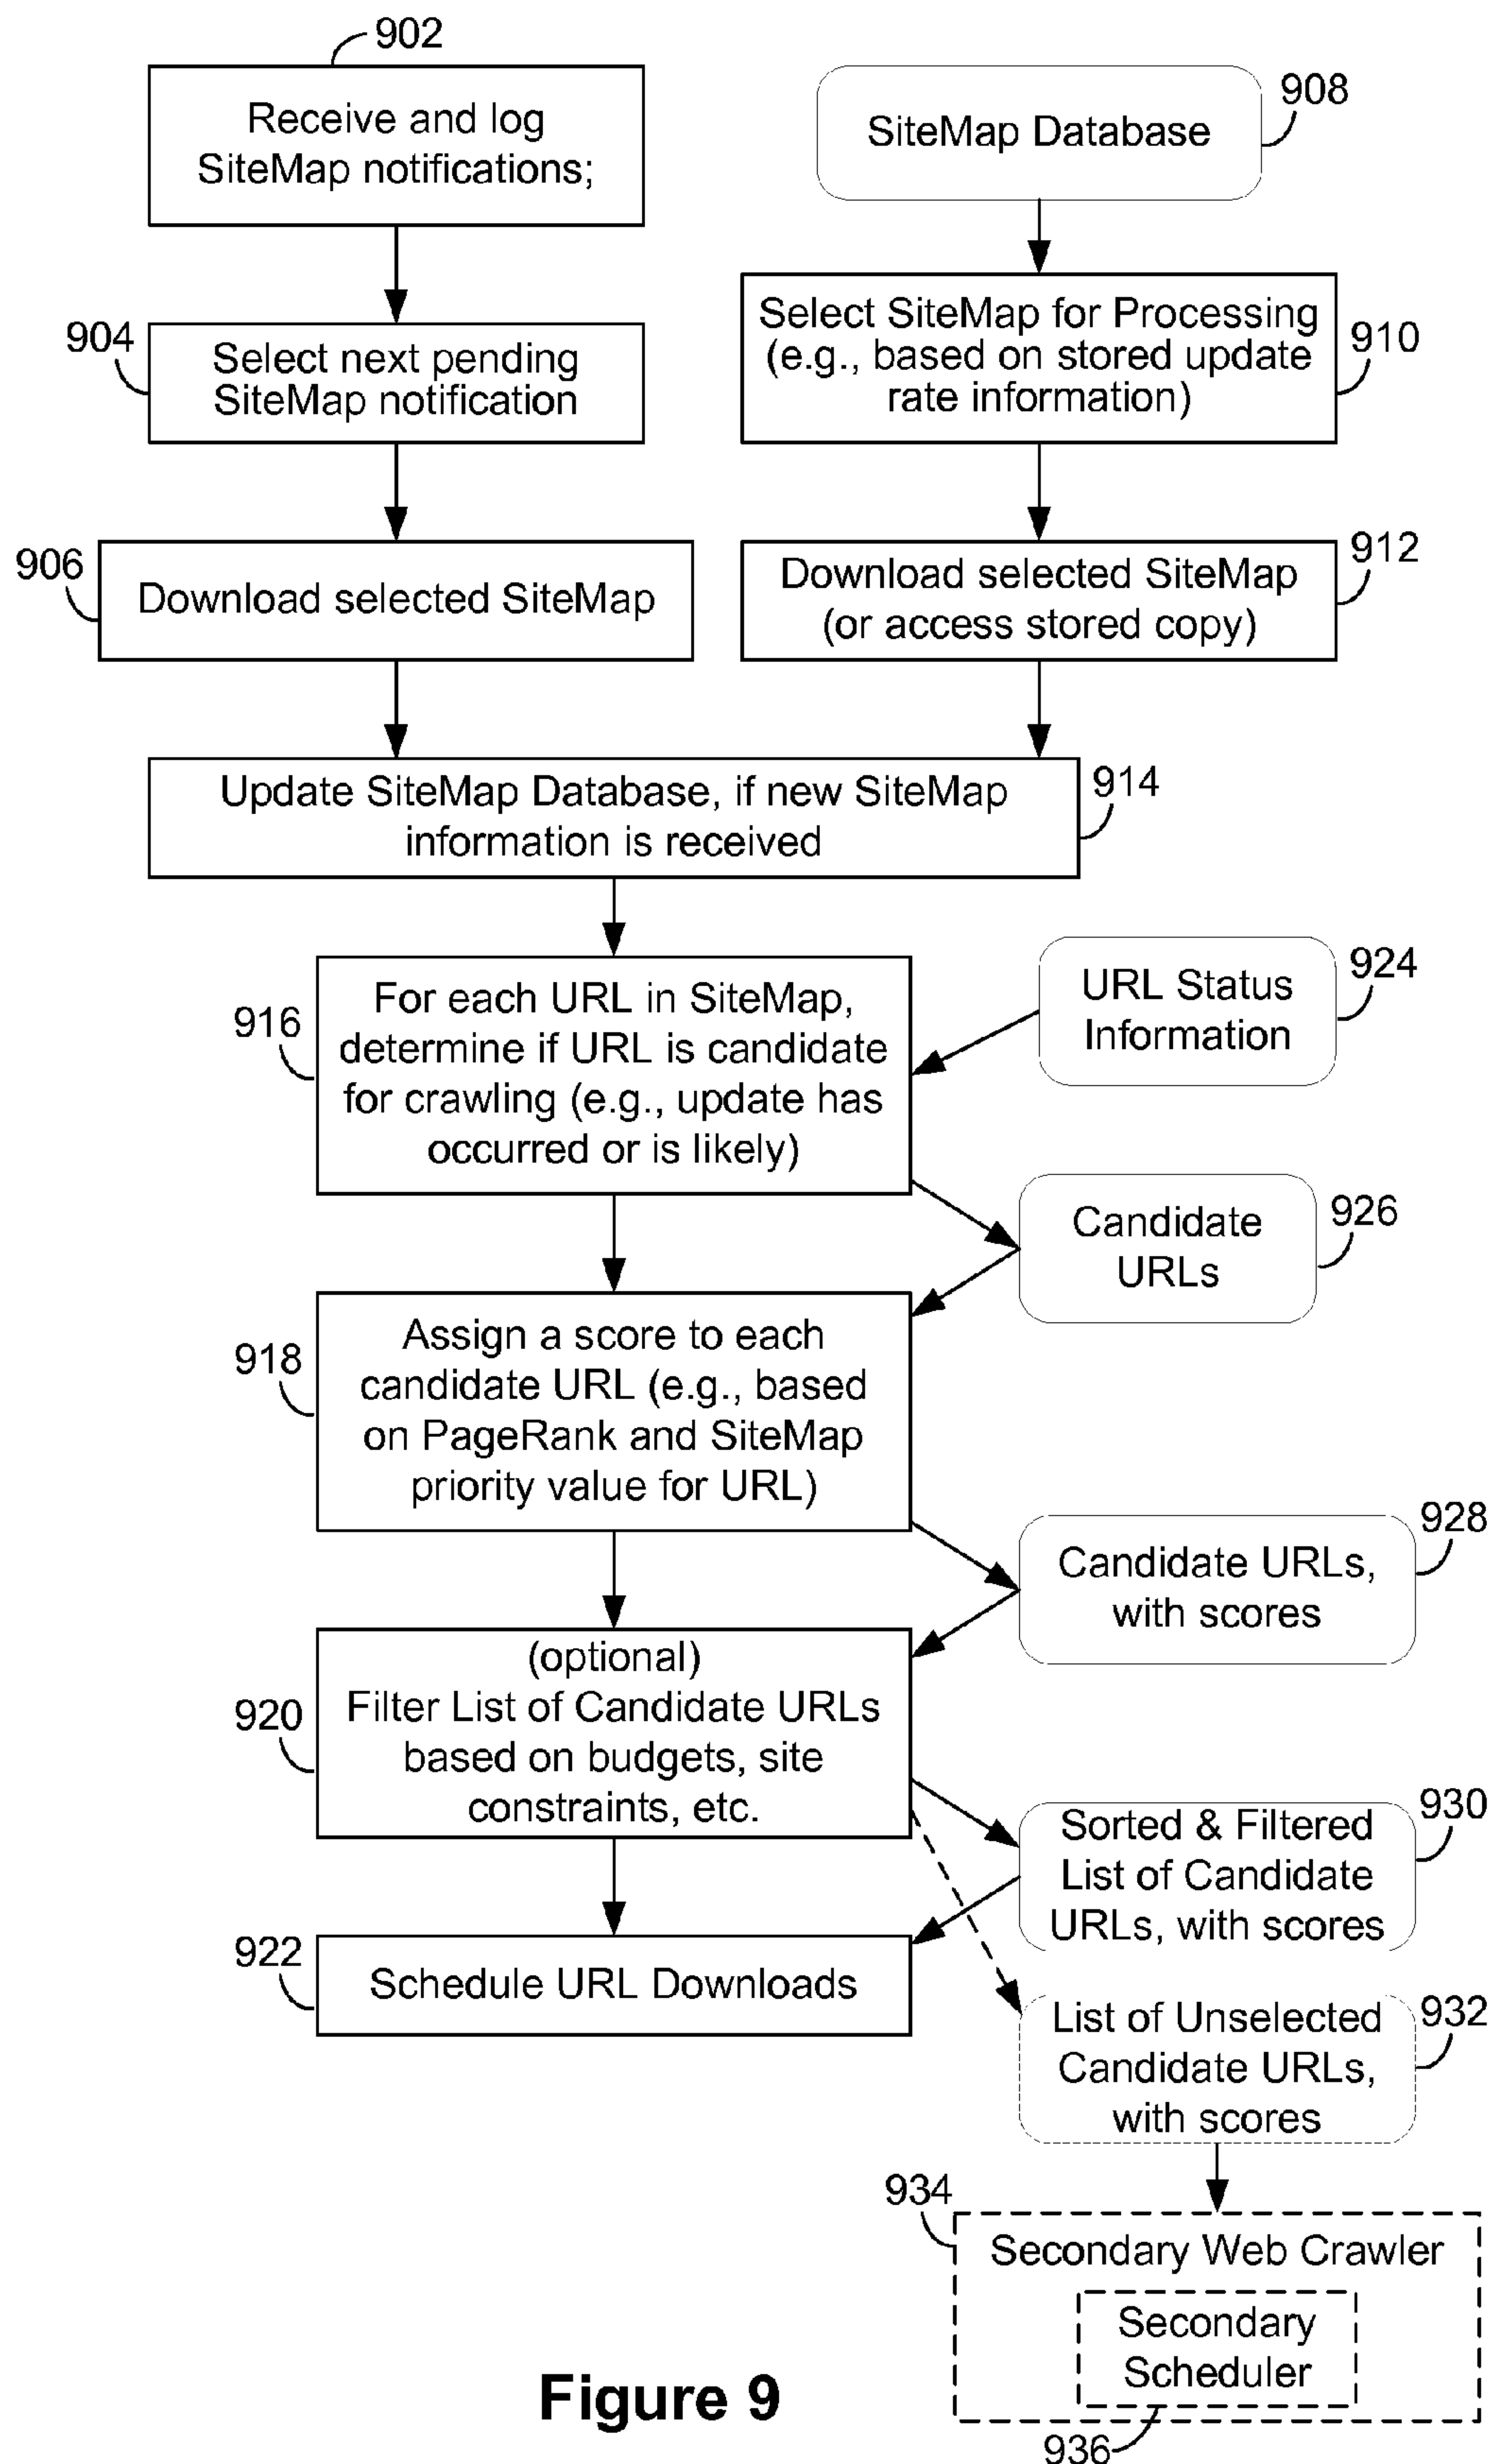 902
Receive and log
SiteMap notifications;
908
SiteMap Database
904
Select next pending
SiteMap notification
910
Select SiteMap for Processing
(e.g., based on stored update
rate information)
906
Download selected SiteMap
912
Download selected SiteMap
(or access stored copy)
914
Update SiteMap Database, if new SiteMap
information is received
916
For each URL in SiteMap,
determine if URL is candidate
for crawling (e.g., update has
occurred or is likely)
924
URL Status
Information
926
Candidate
URLs
918
Assign a score to each
candidate URL (e.g., based
on PageRank and SiteMap
priority value for URL)
928
Candidate URLs,
with scores
920
(optional)
Filter List of Candidate URLs
based on budgets, site
constraints, etc.
930
Sorted & Filtered
List of Candidate
URLs, with scores
922
Schedule URL Downloads
932
List of Unselected
Candidate URLs,
with scores
934
Secondary Web Crawler
Secondary
Scheduler
936
Figure 9